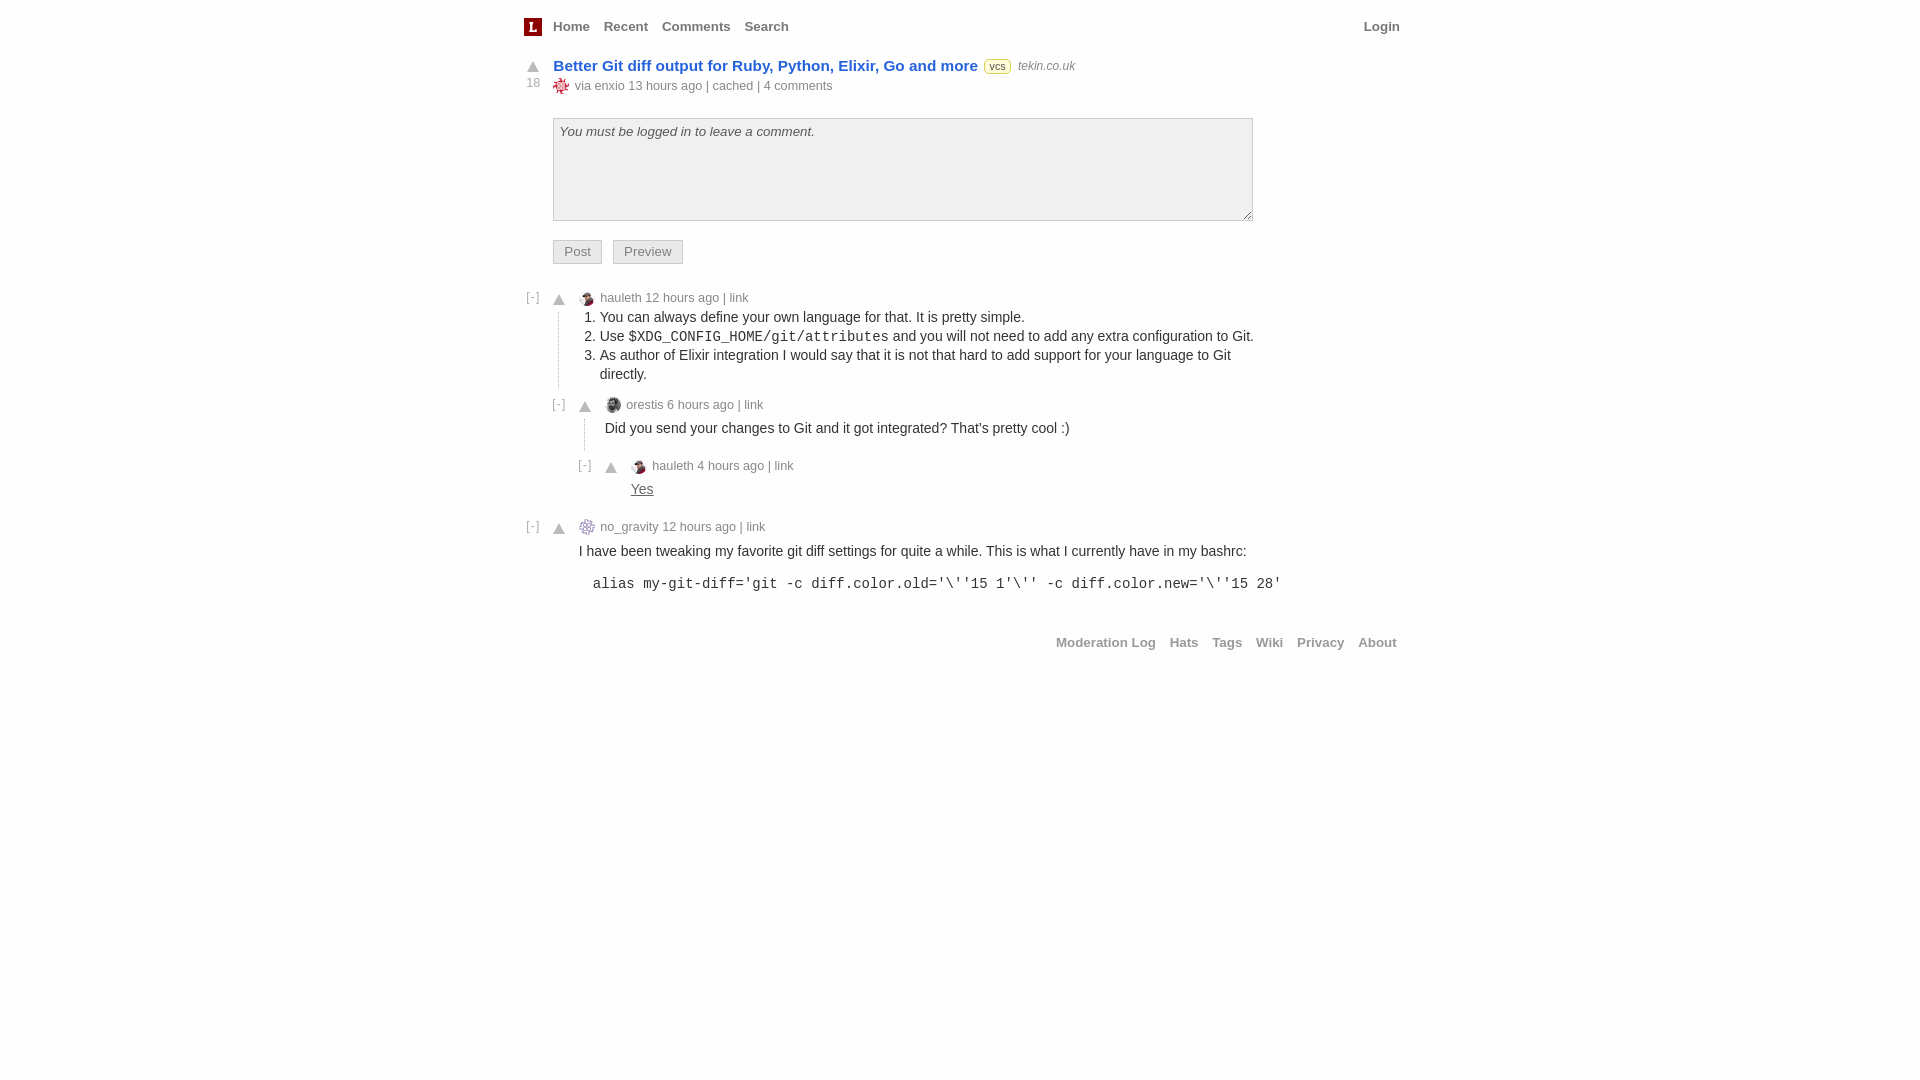 L Home Recent Comments Search Login
Better Git diff output for Ruby, Python, Elixir, Go and more vcs tekin.co.uk
18 via enxio 13 hours ago | cached | 4 comments
You must be logged in to leave a comment.
Post Preview
[-] hauleth 12 hours ago | link
1. You can always define your own language for that. It is pretty simple.
2. Use $XDG_CONFIG_HOME/git/attributes and you will not need to add any extra configuration to Git.
3. As author of Elixir integration I would say that it is not that hard to add support for your language to Git
directly.
[-] orestis 6 hours ago | link
Did you send your changes to Git and it got integrated? That’s pretty cool :)
[-] hauleth 4 hours ago | link
Yes
[-] no_gravity 12 hours ago | link
I have been tweaking my favorite git diff settings for quite a while. This is what I currently have in my bashrc:
alias my-git-diff='git -c diff.color.old='\''15 1'\'' -c diff.color.new='\''15 28'
Moderation Log Hats Tags Wiki Privacy About